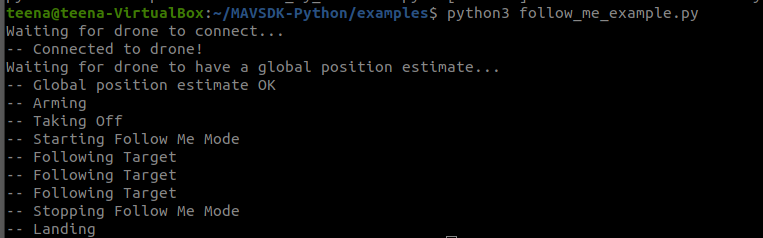 teena@teena-VirtualBox:~/MAVSDK-Python/examples$ python3 follow_me_example.py
Waiting for drone to connect...
-- Connected to drone!
Waiting for drone to have a global position estimate...
-- Global position estimate OK
-- Arming
-- Taking Off
-- Starting Follow Me Mode
-- Following Target
-- Following Target
-- Following Target
-- Stopping Follow Me Mode
-- Landing